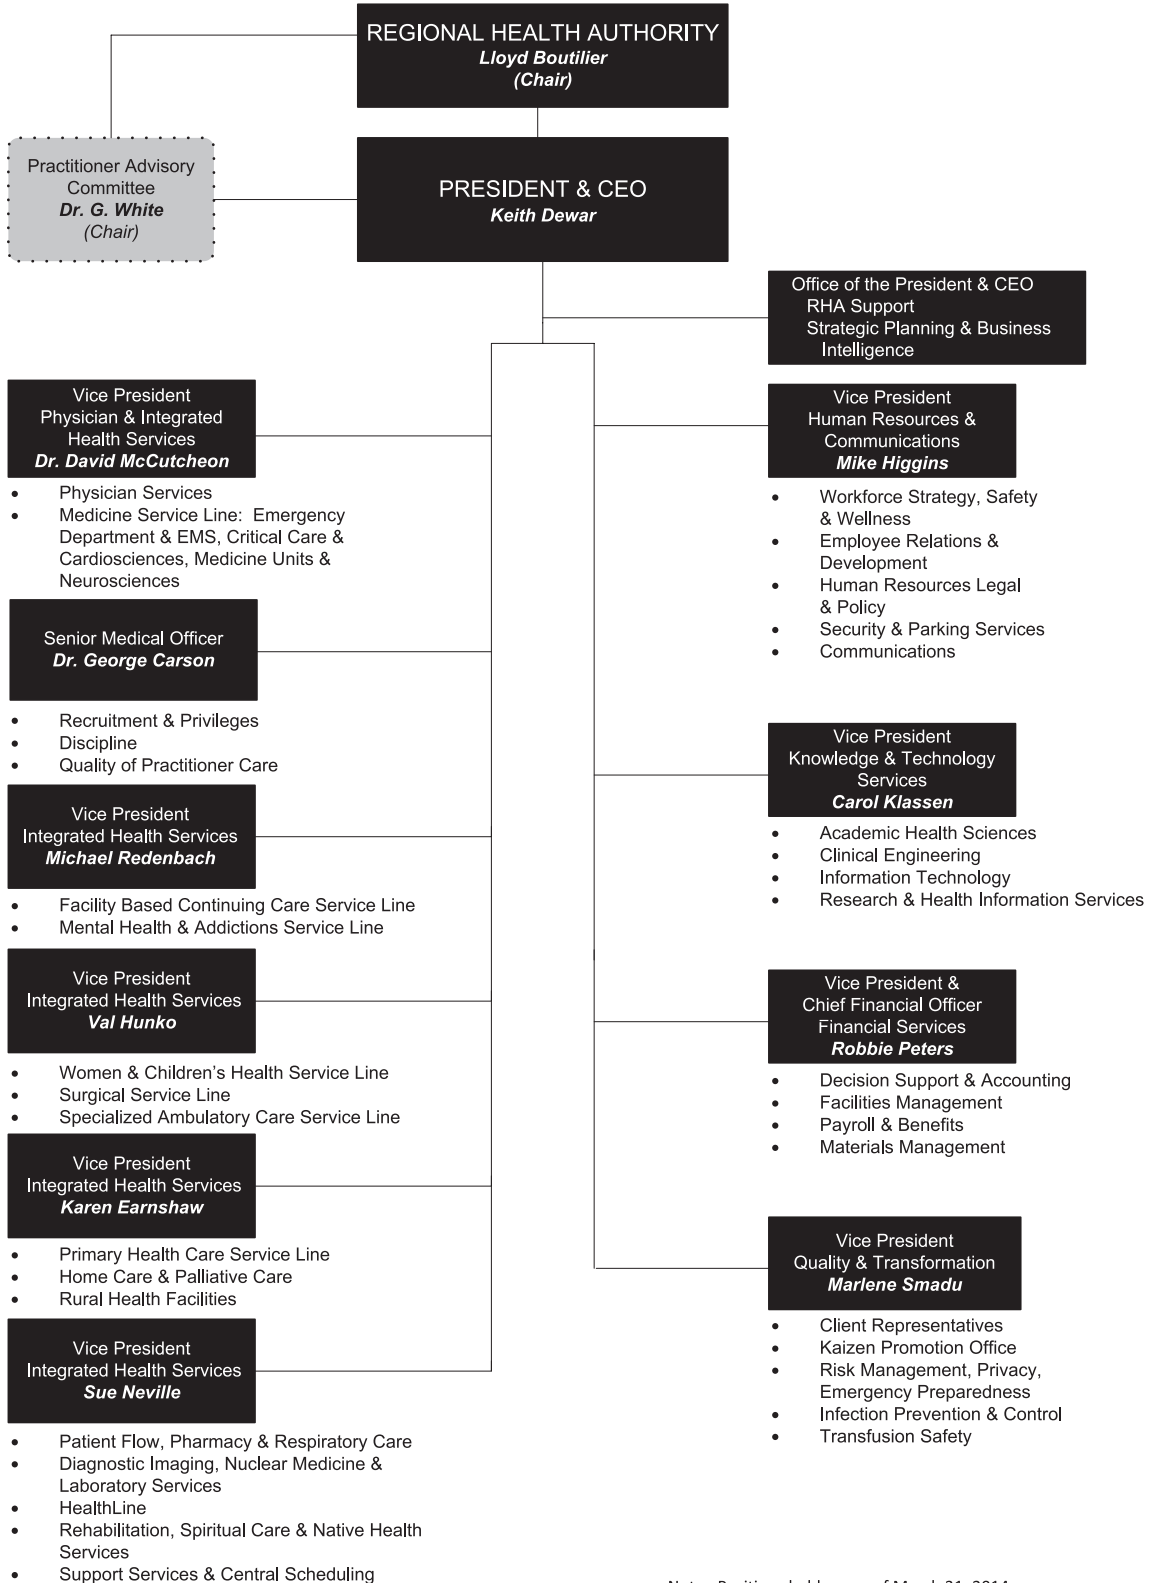 REGIONAL HEALTH AUTHORITY
Lloyd Boutilier
(Chair)
Practitioner Advisory
Committee
Dr. G. White
(Chair)
PRESIDENT & CEO
Keith Dewar
Office of the President & CEO
RHA Support
Strategic Planning & Business
Intelligence
Vice President
Physician & Integrated
Health Services
Dr. David McCutcheon
• Physician Services
• Medicine Service Line: Emergency
Department & EMS, Critical Care &
Cardiosciences, Medicine Units &
Neurosciences
Senior Medical Officer
Dr. George Carson
• Recruitment & Privileges
• Discipline
• Quality of Practitioner Care
Vice President
Integrated Health Services
Michael Redenbach
• Facility Based Continuing Care Service Line
• Mental Health & Addictions Service Line
Vice President
Integrated Health Services
Val Hunko
• Women & Children’s Health Service Line
• Surgical Service Line
• Specialized Ambulatory Care Service Line
Vice President
Integrated Health Services
Karen Earnshaw
• Primary Health Care Service Line
• Home Care & Palliative Care
• Rural Health Facilities
Vice President
Integrated Health Services
Sue Neville
• Patient Flow, Pharmacy & Respiratory Care
• Diagnostic Imaging, Nuclear Medicine &
Laboratory Services
• HealthLine
• Rehabilitation, Spiritual Care & Native Health
Services
• Support Services & Central Scheduling
Vice President
Human Resources &
Communications
Mike Higgins
• Workforce Strategy, Safety
& Wellness
• Employee Relations &
Development
• Human Resources Legal
& Policy
• Security & Parking Services
• Communications
Vice President
Knowledge & Technology
Services
Carol Klassen
• Academic Health Sciences
• Clinical Engineering
• Information Technology
• Research & Health Information Services
Vice President &
Chief Financial Officer
Financial Services
Robbie Peters
• Decision Support & Accounting
• Facilities Management
• Payroll & Benefits
• Materials Management
Vice President
Quality & Transformation
Marlene Smadu
• Client Representatives
• Kaizen Promotion Office
• Risk Management, Privacy,
Emergency Preparedness
• Infection Prevention & Control
• Transfusion Safety